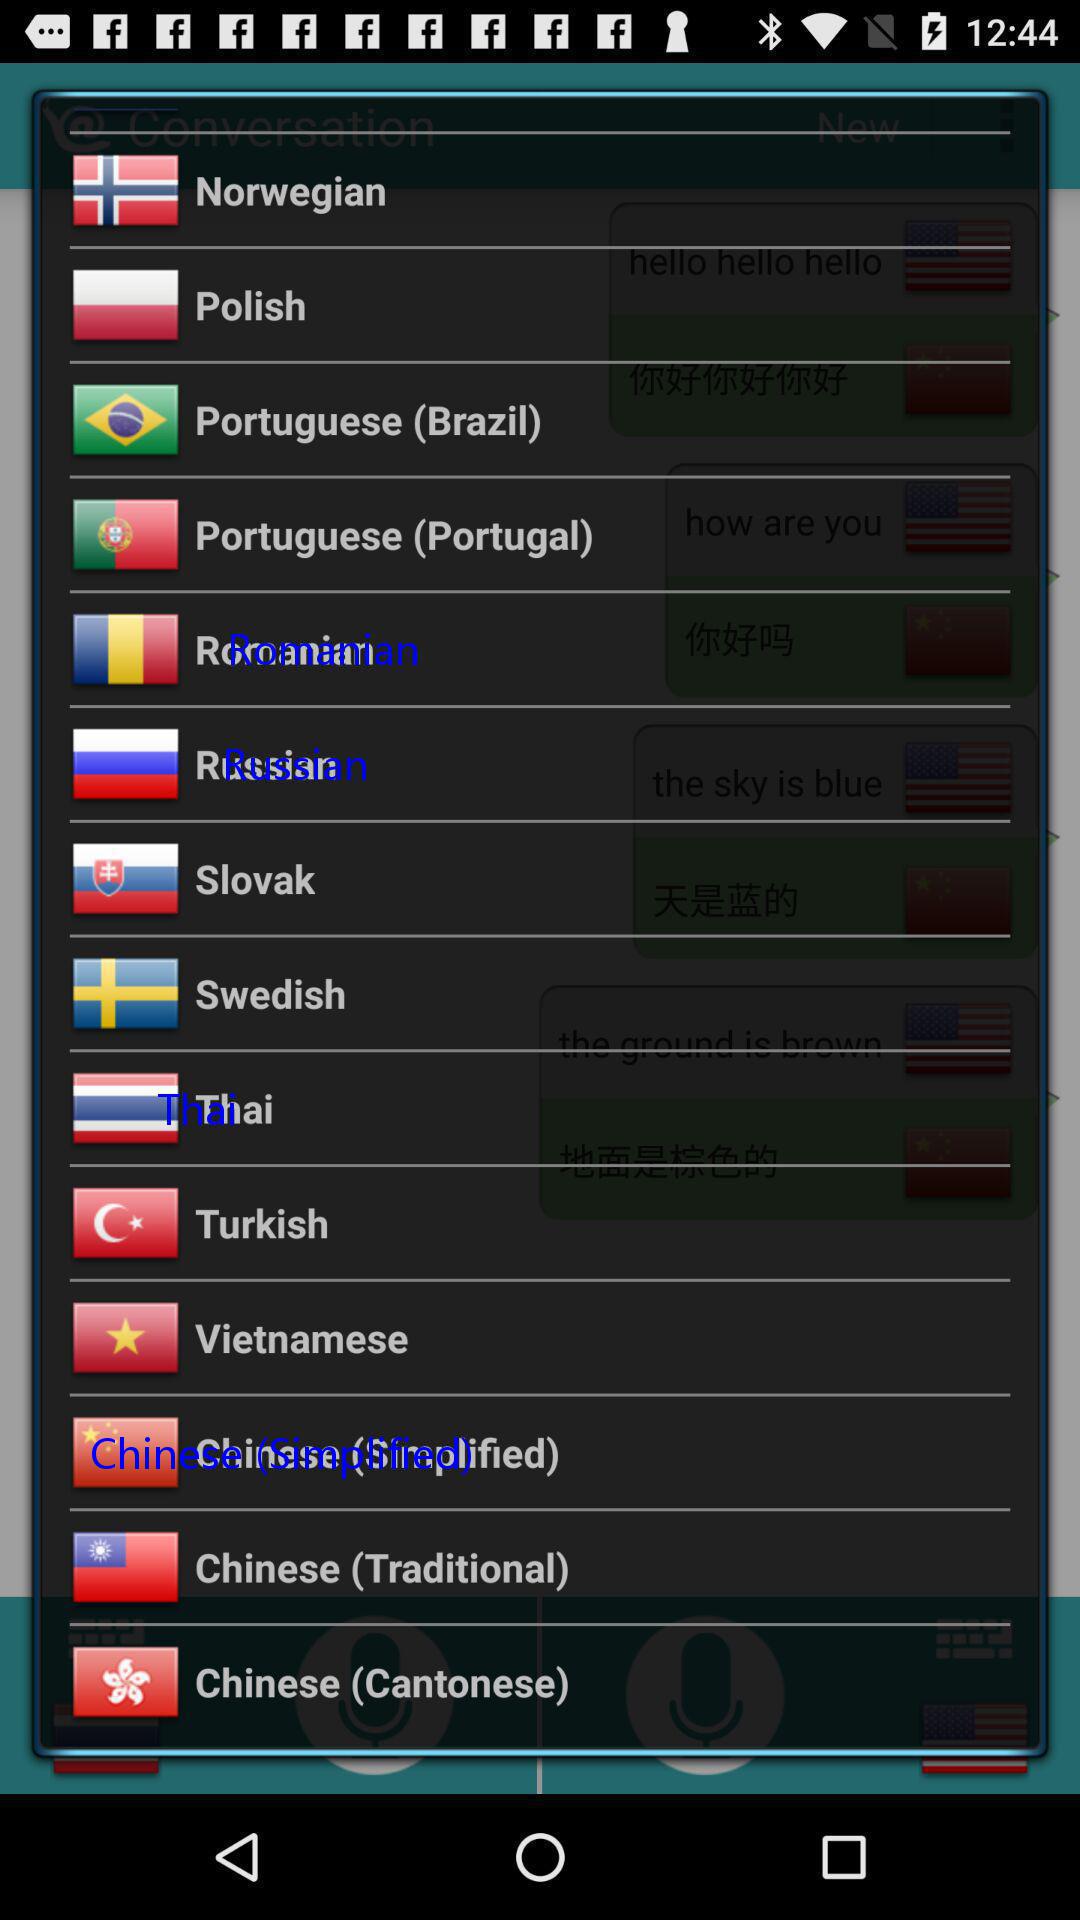 12:44
Conversation New
Norwegian
hello hello hello
Polish
你好你好你好
Portuguese (Brazil)
how are you
Portuguese (Portugal)
你好吗
Romanian
Romanian
Russian
Russian
the sky is blue
Slovak
天是蓝的
Swedish
the ground is brown
Thai
Thai
地面是棕色的
Turkish
Vietnamese
Chinese (Simplified)
Chinese (Simplified)
Chinese (Traditional)
Chinese (Cantonese)